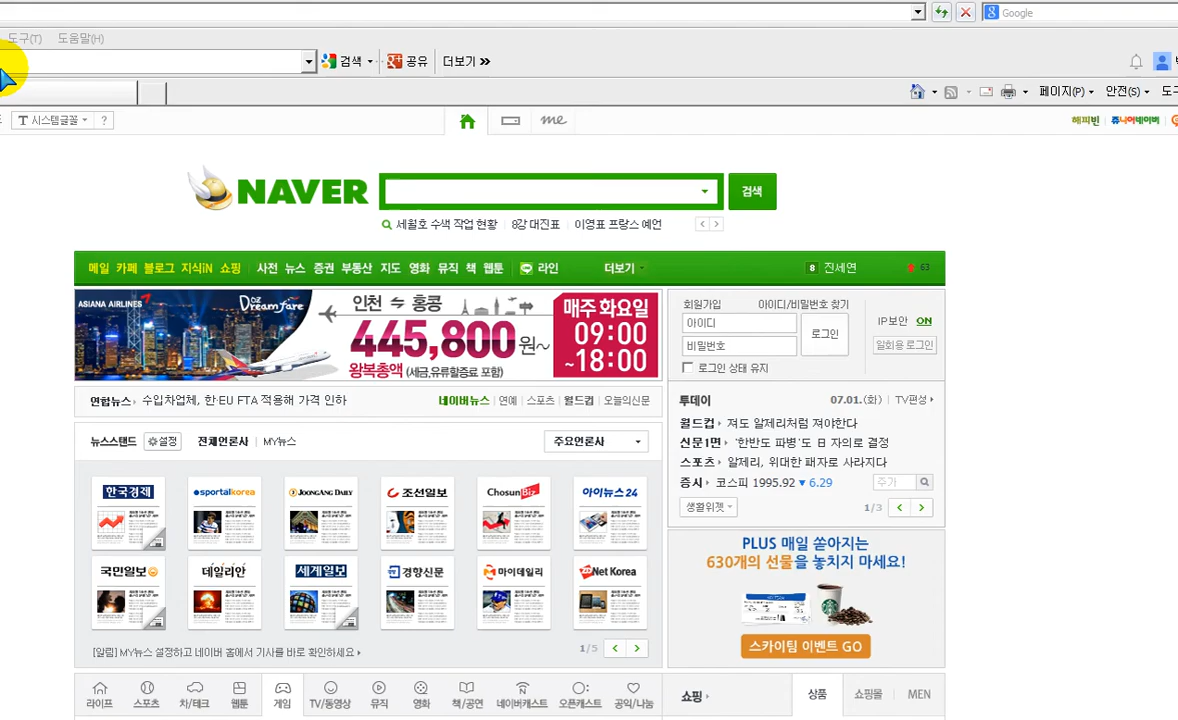 Google
도구(T) 도움말(H)
검색 공유 더보기 »
페이지(P) 안전(S)
T 시스템글꼴 ?
me
해피빈 쥬니어네이버
NAVER 검색
세월호 수색 작업 현황 8강 대진표 이영표 프랑스 예언
메일 카페 블로그 지식iN 쇼핑 사전 뉴스 증권 부동산 지도 영화 뮤직 책 웹툰 라인 더보기 8 진세연 63
ASIANA AIRLINES
OZ Dreamfare
인천 ⇋ 홍콩
445,800원~
왕복총액 (세금,유류할증료 포함)
매주 화요일
09:00
~18:00
회원가입 아이디/비밀번호 찾기
아이디
비밀번호
로그인
IP보안 ON
일회용 로그인
로그인 상태 유지
연합뉴스 수입차업체, 한·EU FTA 적용해 가격 인하
네이버뉴스 연예 스포츠 월드컵 오늘의신문
투데이 07.01.(화) TV편성
월드컵 져도 알제리처럼 져야한다
신문1면 '한반도 파병'도 日 자의로 결정
스포츠 알제리, 위대한 패자로 사라지다
증시 코스피 1995.92 ▼ 6.29 주가
생활위젯 1/3
뉴스스탠드 설정 전체언론사 MY뉴스 주요언론사
한국경제 sportalkorea JOONGANG DAILY 조선일보 ChosunBiz 아이뉴스24
국민일보 데일리안 세계일보 경향신문 마이데일리 ZDNet Korea
[알림] MY뉴스 설정하고 네이버 홈에서 기사를 바로 확인하세요 1/5
PLUS 매일 쏟아지는
630개의 선물을 놓치지 마세요!
스카이팀 이벤트 GO
라이프 스포츠 차/테크 웹툰 게임 TV/동영상 뮤직 영화 책/공연 네이버캐스트 오픈캐스트 공익/나눔
쇼핑 상품 쇼핑몰 MEN